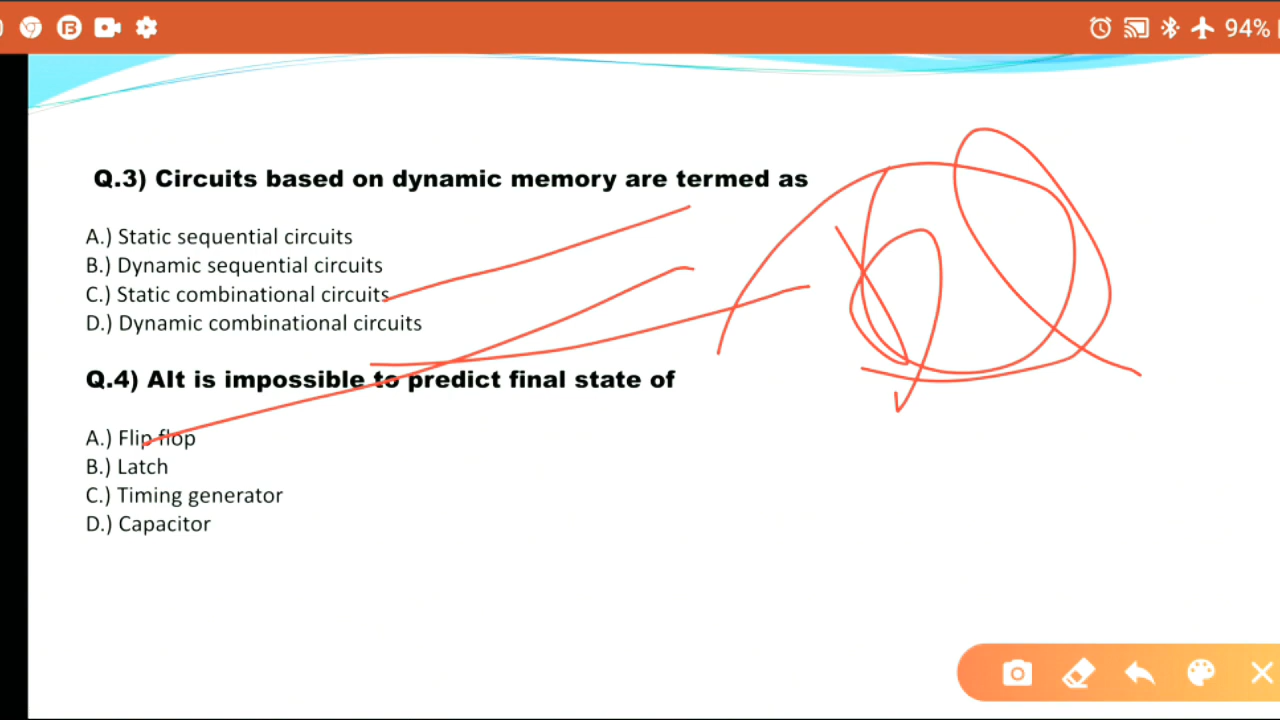 94%
Q.3) Circuits based on dynamic memory are termed as
A.) Static sequential circuits
B.) Dynamic sequential circuits
C.) Static combinational circuits
D.) Dynamic combinational circuits
Q.4) AIt is impossible to predict final state of
A.) Flip flop
B.) Latch
C.) Timing generator
D.) Capacitor